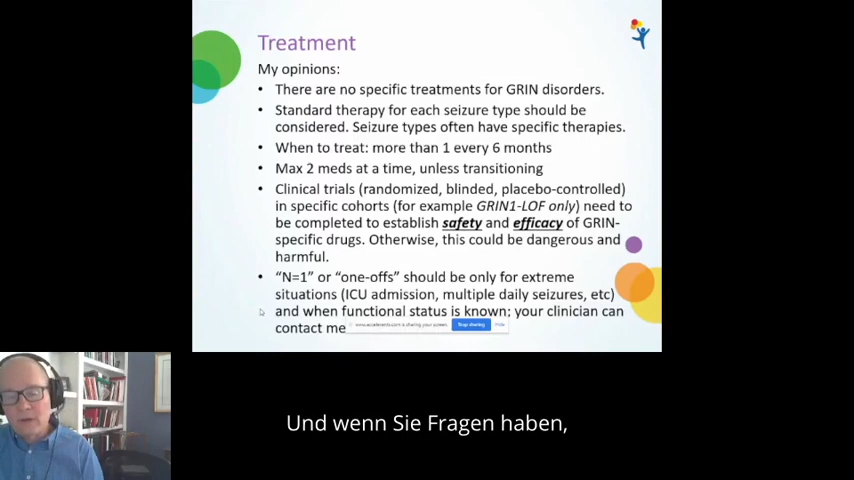 Treatment
My opinions:
• There are no specific treatments for GRIN disorders.
• Standard therapy for each seizure type should be
considered. Seizure types often have specific therapies.
• When to treat: more than 1 every 6 months
• Max 2 meds at a time, unless transitioning
• Clinical trials (randomized, blinded, placebo-controlled)
in specific cohorts (for example GRIN1-LOF only) need to
be completed to establish safety and efficacy of GRIN-
specific drugs. Otherwise, this could be dangerous and
harmful.
• “N=1” or “one-offs” should be only for extreme
situations (ICU admission, multiple daily seizures, etc)
and when functional status is known; your clinician can
contact me
is sharing your screen.
Stop sharing
Hide
Und wenn Sie Fragen haben,